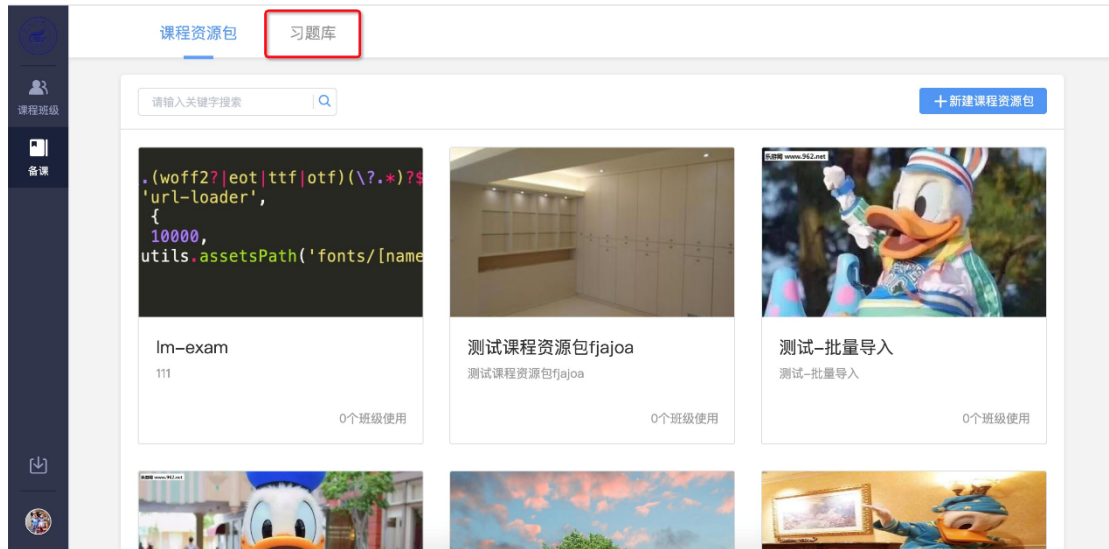 课程资源包
习题库
课程班级
备课
请输入关键字搜索
+新建课程资源包
.(woff2?|eot|ttf|otf)(\?.*)?$
'url-loader',
{
10000,
utils.assetsPath('fonts/[name
乐游网 www.962.net
lm-exam
111
0个班级使用
测试课程资源包fjajoa
测试课程资源包fjajoa
0个班级使用
测试-批量导入
测试-批量导入
0个班级使用
乐游网 www.962.net